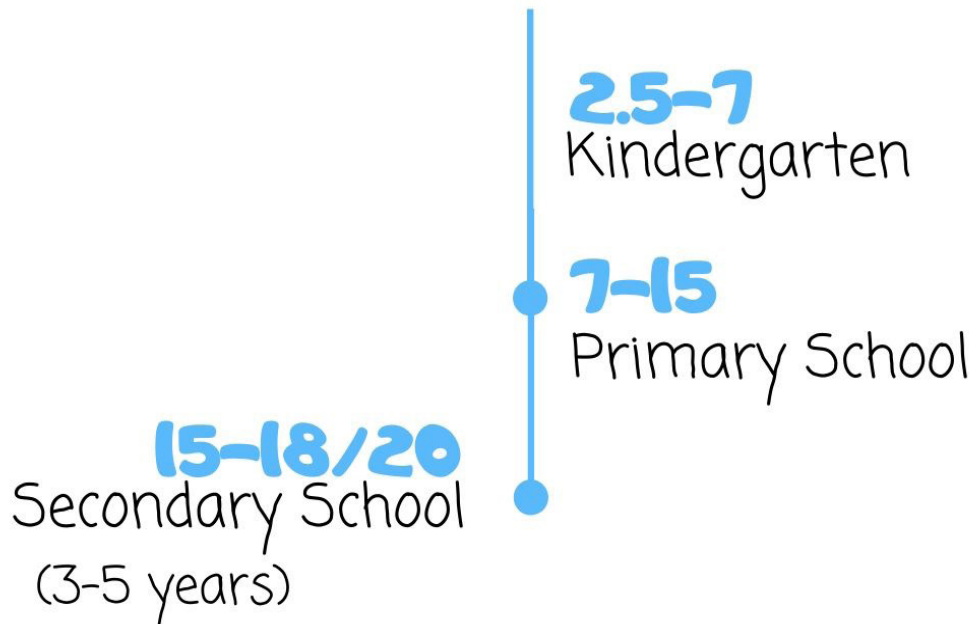 2.5-7
Kindergarten
7-15
Primary School
15-18/20
Secondary School
(3-5 years)